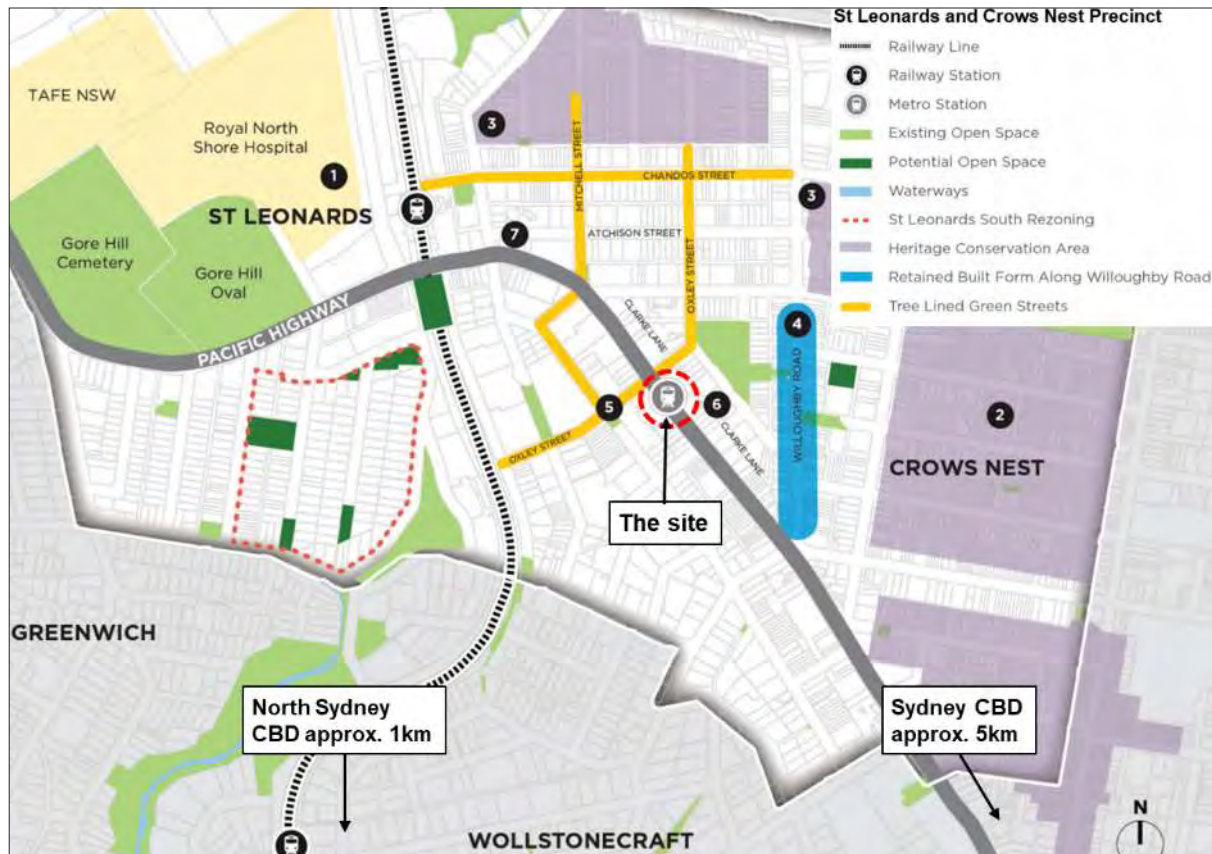 St Leonards and Crows Nest Precinct
Railway Line
Railway Station
Metro Station
Existing Open Space
Potential Open Space
Waterways
St Leonards South Rezoning
Heritage Conservation Area
Retained Built Form Along Willoughby Road
Tree Lined Green Streets
TAFE NSW
Royal North
Shore Hospital
1
ST LEONARDS
Gore Hill
Cemetery
Gore Hill
Oval
PACIFIC HIGHWAY
3
MITCHELL STREET
CHANDOS STREET
3
7
ATCHISON STREET
OXLEY STREET
CLARKE LANE
4
WILLOUGHBY ROAD
5
6
CLARKE LANE
OXLEY STREET
2
CROWS NEST
The site
GREENWICH
North Sydney
CBD approx. 1km
Sydney CBD
approx. 5km
WOLLSTONECRAFT
N